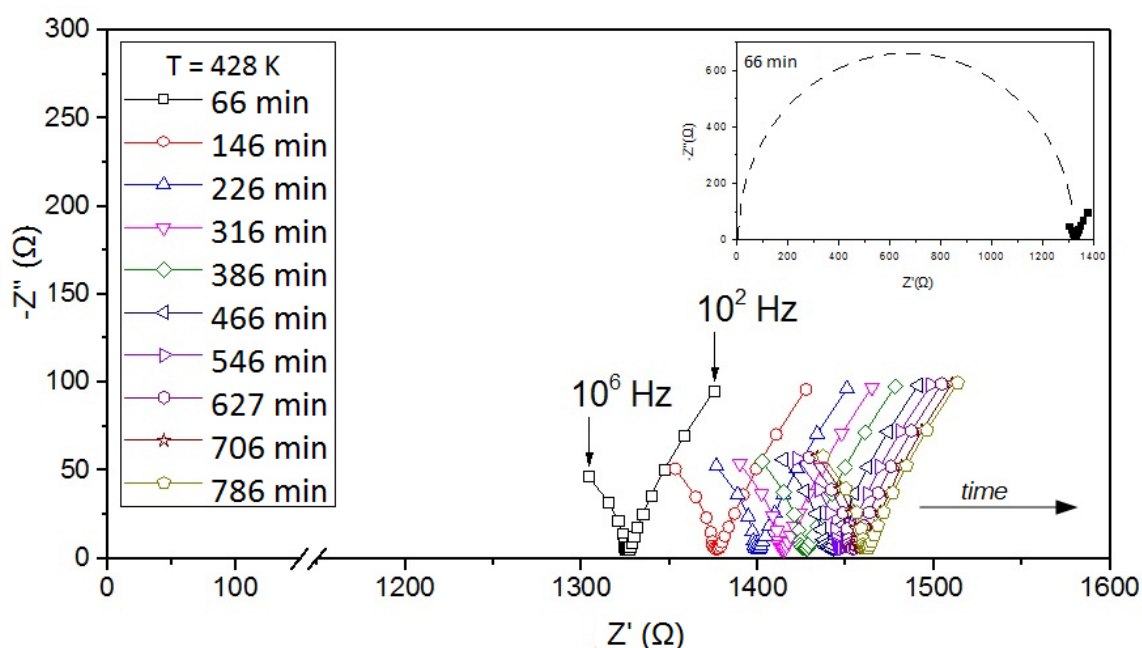 300
250
200
150
100
50
0
-Z'' (Ω)
T = 428 K
66 min
146 min
226 min
316 min
386 min
466 min
546 min
627 min
706 min
786 min
66 min
600
400
200
0
-Z''(Ω)
0 200 400 600 800 1000 1200 1400
Z'(Ω)
10⁶ Hz
10² Hz
time
0 100 1200 1300 1400 1500 1600
Z' (Ω)